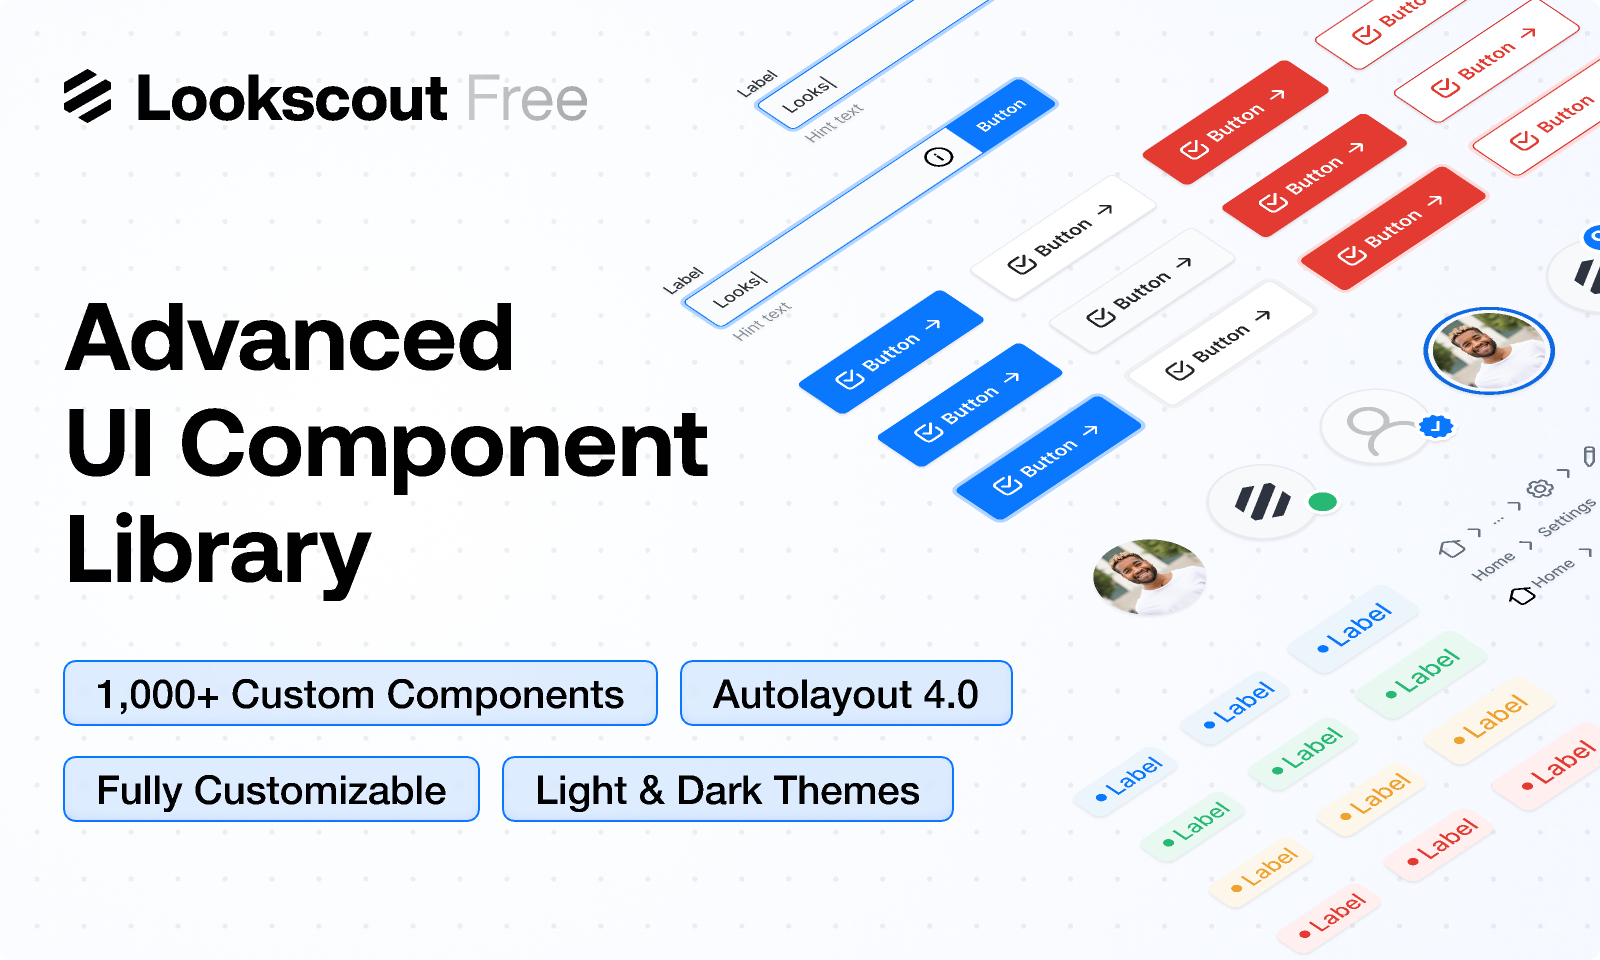 Lookscout Free
Advanced
UI Component
Library
1,000+ Custom Components
Autolayout 4.0
Fully Customizable
Light & Dark Themes
Label
Looks
Hint text
Label
Looks
Button
Hint text
Button
Button
Button
Button
Button
Button
Button
Button
Button
Button
Button
Button
...
Home
Settings
Home
Label
Label
Label
Label
Label
Label
Label
Label
Label
Label
Label
Label